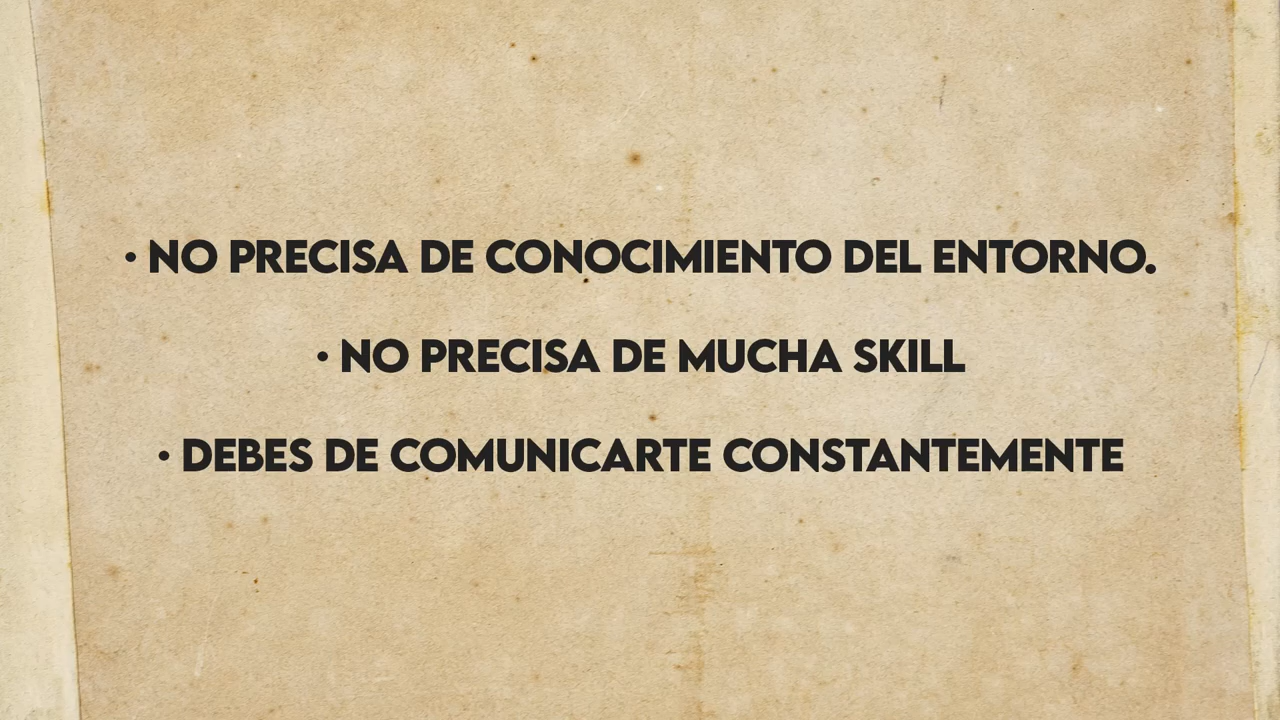 • NO PRECISA DE CONOCIMIENTO DEL ENTORNO.
• NO PRECISA DE MUCHA SKILL
• DEBES DE COMUNICARTE CONSTANTEMENTE